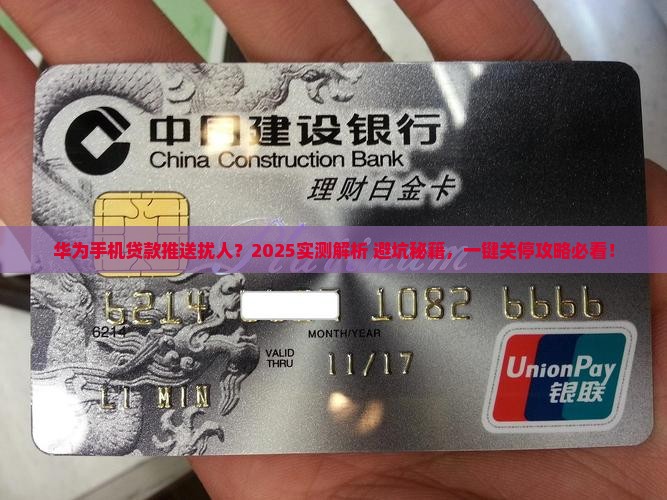 中国建设银行
China Construction Bank
理财白金卡
华为手机贷款推送扰人？2025实测解析 避坑秘籍，一键关停攻略必看！
Platinum
6214 1082 6666
6214
MONTH/YEAR
VALID
THRU 11/17
LI MIN
UnionPay
银联